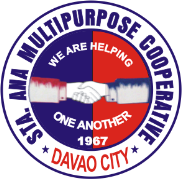 STA. ANA MULTIPURPOSE COOPERATIVE
WE ARE HELPING
ONE ANOTHER
1967
DAVAO CITY